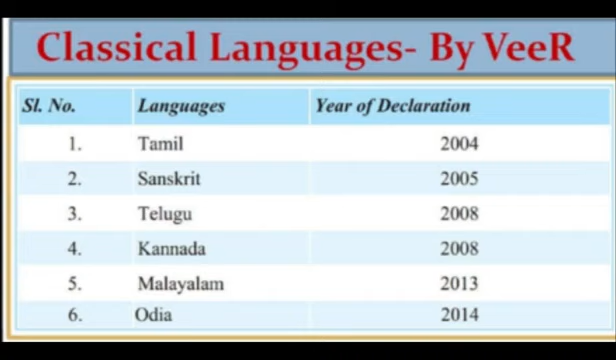 Classical Languages- By VeeR
Sl. No. Languages Year of Declaration
1. Tamil 2004
2. Sanskrit 2005
3. Telugu 2008
4. Kannada 2008
5. Malayalam 2013
6. Odia 2014